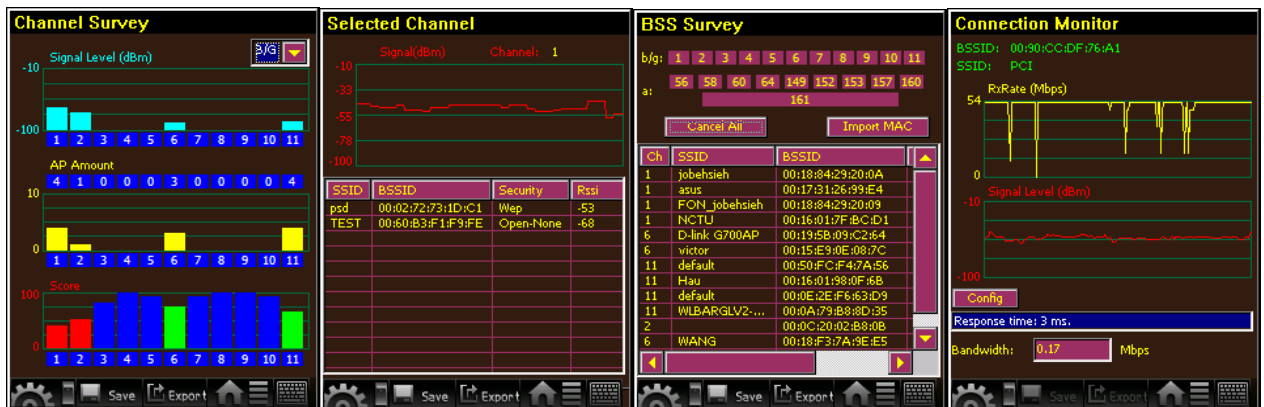 Channel Survey
Signal Level (dBm)
B/G
-10
-100
1 2 3 4 5 6 7 8 9 10 11
AP Amount
4 1 0 0 0 3 0 0 0 0 4
10
0
1 2 3 4 5 6 7 8 9 10 11
Score
100
0
1 2 3 4 5 6 7 8 9 10 11
Save Export
Selected Channel
Signal(dBm) Channel: 1
-10
-33
-55
-78
-100
SSID BSSID Security Rssi
psd 00:02:72:73:1D:C1 Wep -53
TEST 00:60:B3:F1:F9:FE Open-None -68
Save Export
BSS Survey
b/g: 1 2 3 4 5 6 7 8 9 10 11
a: 56 58 60 64 149 152 153 157 160
161
Cancel All Import MAC
Ch SSID BSSID
1 jobehsieh 00:18:84:29:20:0A
1 asus 00:17:31:26:99:E4
1 FON_jobehsieh 00:18:84:29:20:09
1 NCTU 00:16:01:7F:BC:D1
6 D-link G700AP 00:19:5B:09:C2:64
6 victor 00:15:E9:0E:08:7C
11 default 00:50:FC:F4:7A:56
11 Hau 00:16:01:98:0F:6B
11 default 00:0E:2E:F6:63:D9
11 WLBARGLV2-... 00:0A:79:B8:8D:35
2 00:0C:20:02:B8:0B
6 WANG 00:18:F3:7A:9E:E5
Save Export
Connection Monitor
BSSID: 00:90:CC:DF:76:A1
SSID: PCI
RxRate (Mbps)
54
0
Signal Level (dBm)
-10
-100
Config
Response time: 3 ms.
Bandwidth: 0.17 Mbps
Save Export